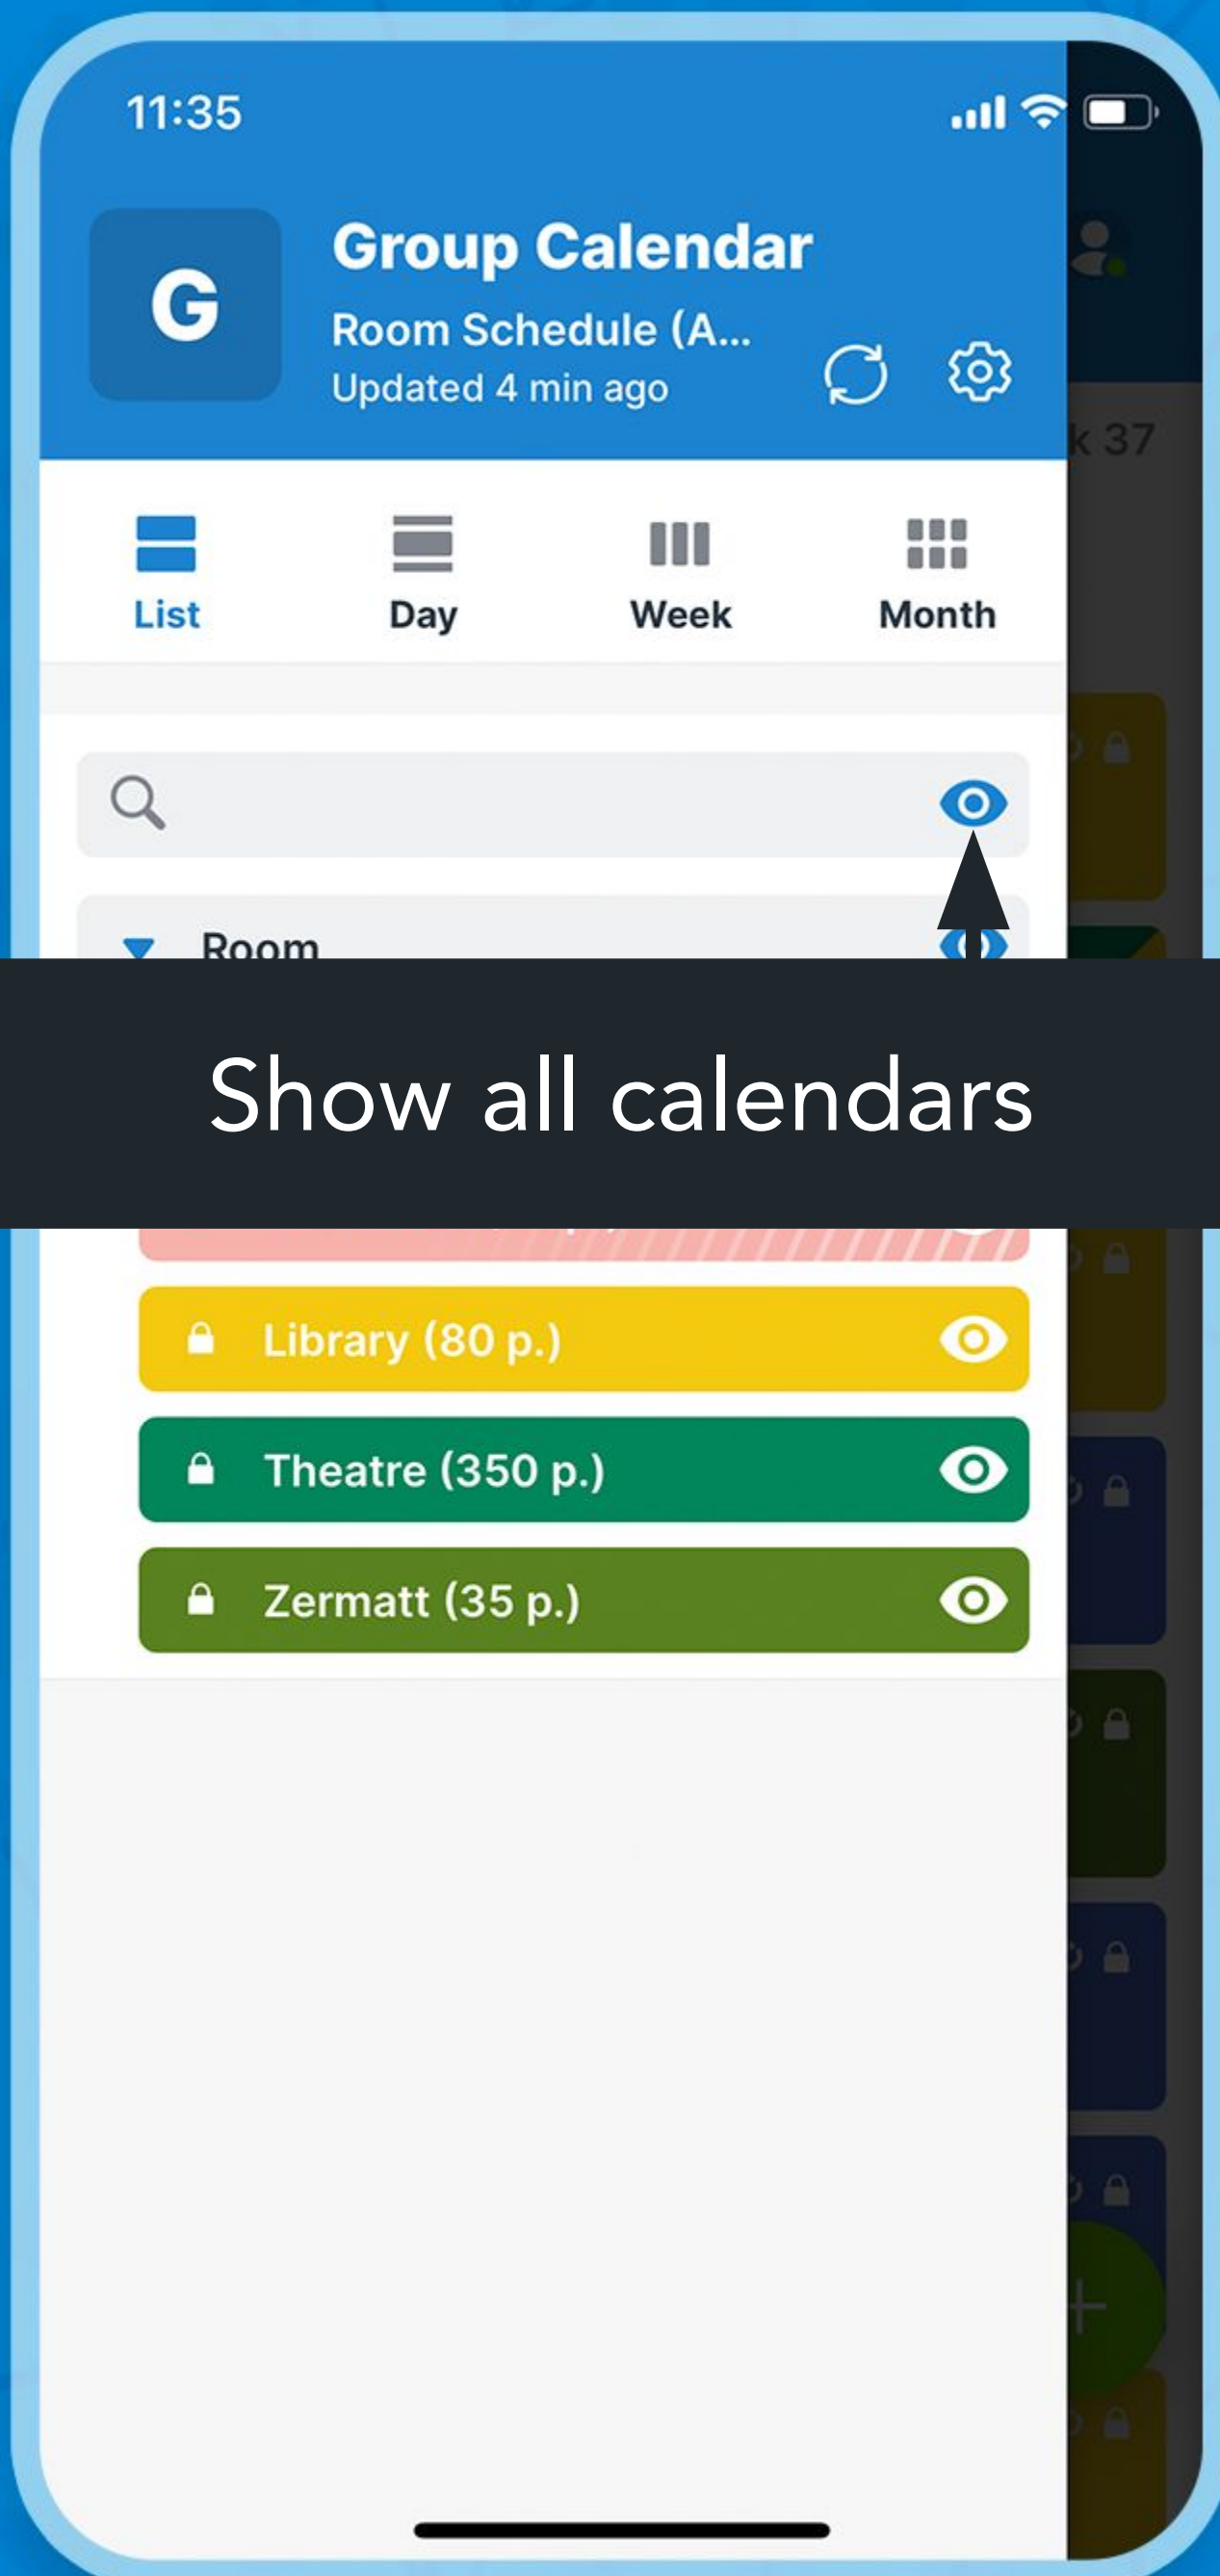 11:35
G
Group Calendar
Room Schedule (A...
Updated 4 min ago
k 37
List
Day
Week
Month
Room
Show all calendars
Library (80 p.)
Theatre (350 p.)
Zermatt (35 p.)